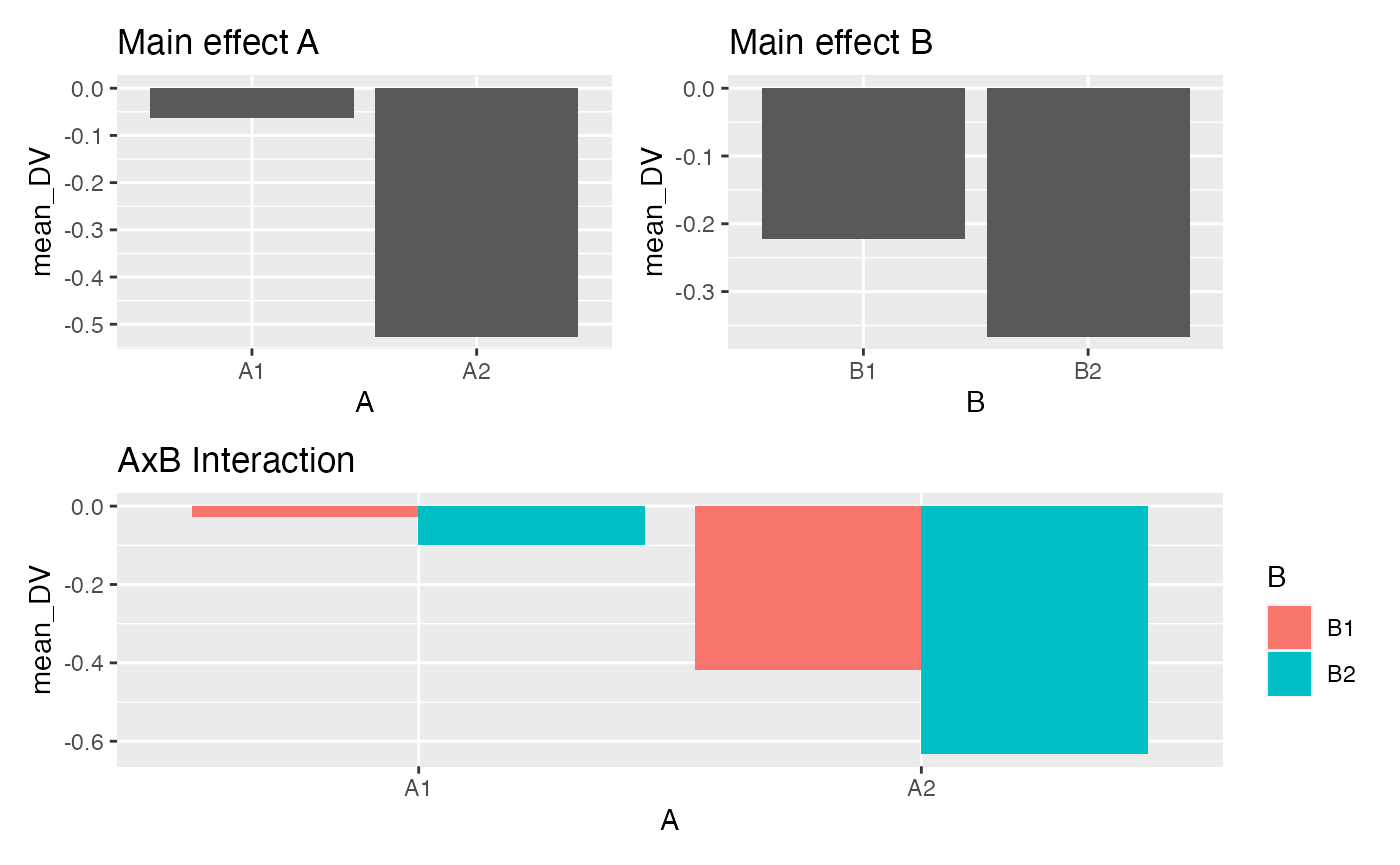 Main effect A
0.0
-0.1
-0.2
-0.3
-0.4
-0.5
mean_DV
A1 A2
A
Main effect B
0.0
-0.1
-0.2
-0.3
mean_DV
B1 B2
B
AxB Interaction
0.0
-0.2
-0.4
-0.6
mean_DV
A1 A2
A
B
B1
B2